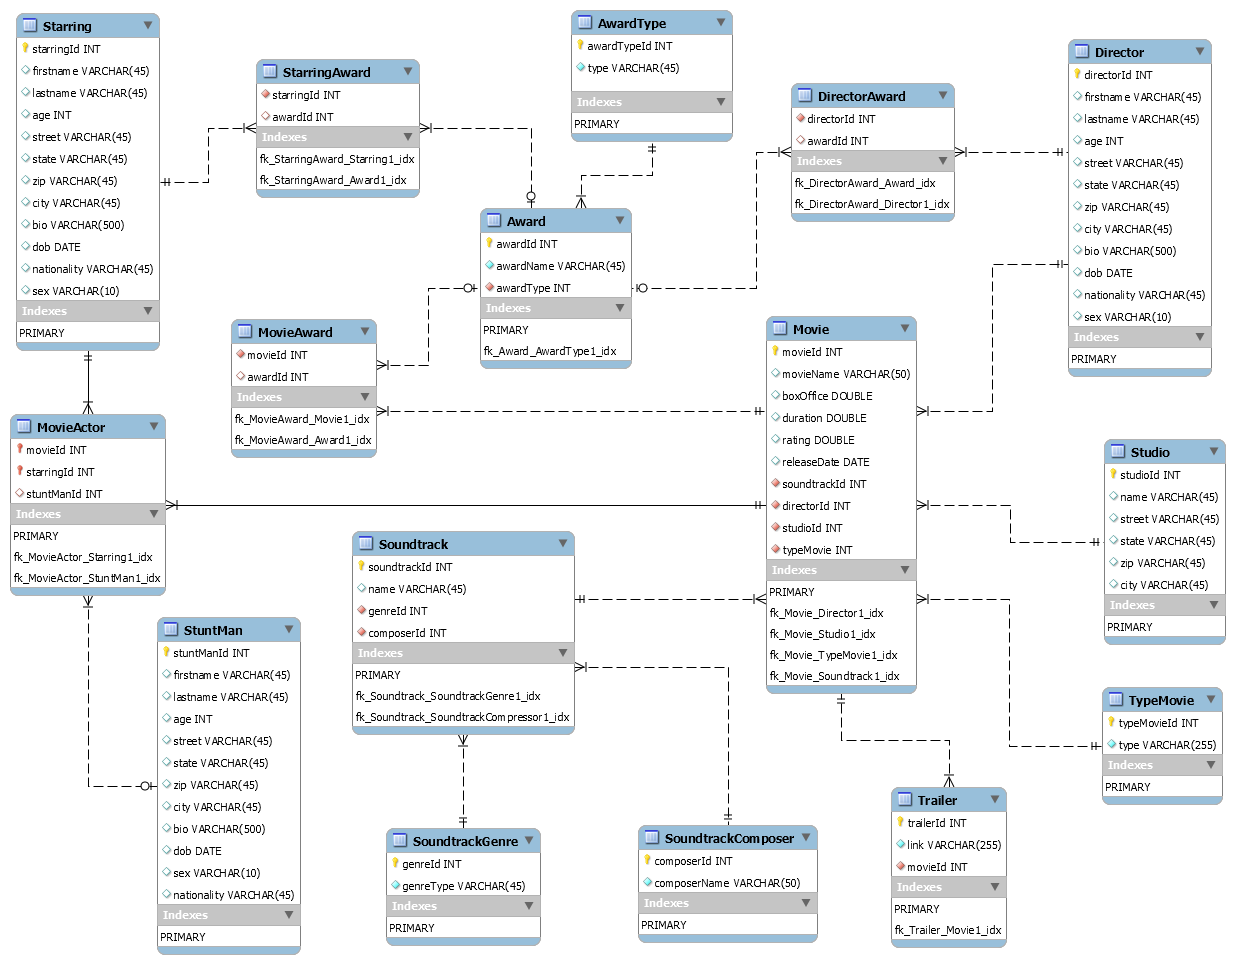 Starring
starringId INT
firstname VARCHAR(45)
lastname VARCHAR(45)
age INT
street VARCHAR(45)
state VARCHAR(45)
zip VARCHAR(45)
city VARCHAR(45)
bio VARCHAR(500)
dob DATE
nationality VARCHAR(45)
sex VARCHAR(10)
Indexes
PRIMARY
StarringAward
starringId INT
awardId INT
Indexes
fk_StarringAward_Starring1_idx
fk_StarringAward_Award1_idx
AwardType
awardTypeId INT
type VARCHAR(45)
Indexes
PRIMARY
DirectorAward
directorId INT
awardId INT
Indexes
fk_DirectorAward_Award_idx
fk_DirectorAward_Director1_idx
Director
directorId INT
firstname VARCHAR(45)
lastname VARCHAR(45)
age INT
street VARCHAR(45)
state VARCHAR(45)
zip VARCHAR(45)
city VARCHAR(45)
bio VARCHAR(500)
dob DATE
nationality VARCHAR(45)
sex VARCHAR(10)
Indexes
PRIMARY
Award
awardId INT
awardName VARCHAR(45)
awardType INT
Indexes
PRIMARY
fk_Award_AwardType1_idx
MovieAward
movieId INT
awardId INT
Indexes
fk_MovieAward_Movie1_idx
fk_MovieAward_Award1_idx
Movie
movieId INT
movieName VARCHAR(50)
boxOffice DOUBLE
duration DOUBLE
rating DOUBLE
releaseDate DATE
soundtrackId INT
directorId INT
studioId INT
typeMovie INT
Indexes
PRIMARY
fk_Movie_Director1_idx
fk_Movie_Studio1_idx
fk_Movie_TypeMovie1_idx
fk_Movie_Soundtrack1_idx
MovieActor
movieId INT
starringId INT
stuntManId INT
Indexes
PRIMARY
fk_MovieActor_Starring1_idx
fk_MovieActor_StuntMan1_idx
Studio
studioId INT
name VARCHAR(45)
street VARCHAR(45)
state VARCHAR(45)
zip VARCHAR(45)
city VARCHAR(45)
Indexes
PRIMARY
Soundtrack
soundtrackId INT
name VARCHAR(45)
genreId INT
composerId INT
Indexes
PRIMARY
fk_Soundtrack_SoundtrackGenre1_idx
fk_Soundtrack_SoundtrackCompressor1_idx
StuntMan
stuntManId INT
firstname VARCHAR(45)
lastname VARCHAR(45)
age INT
street VARCHAR(45)
state VARCHAR(45)
zip VARCHAR(45)
city VARCHAR(45)
bio VARCHAR(500)
dob DATE
sex VARCHAR(10)
nationality VARCHAR(45)
Indexes
PRIMARY
TypeMovie
typeMovieId INT
type VARCHAR(255)
Indexes
PRIMARY
Trailer
trailerId INT
link VARCHAR(255)
movieId INT
Indexes
PRIMARY
fk_Trailer_Movie1_idx
SoundtrackGenre
genreId INT
genreType VARCHAR(45)
Indexes
PRIMARY
SoundtrackComposer
composerId INT
composerName VARCHAR(50)
Indexes
PRIMARY